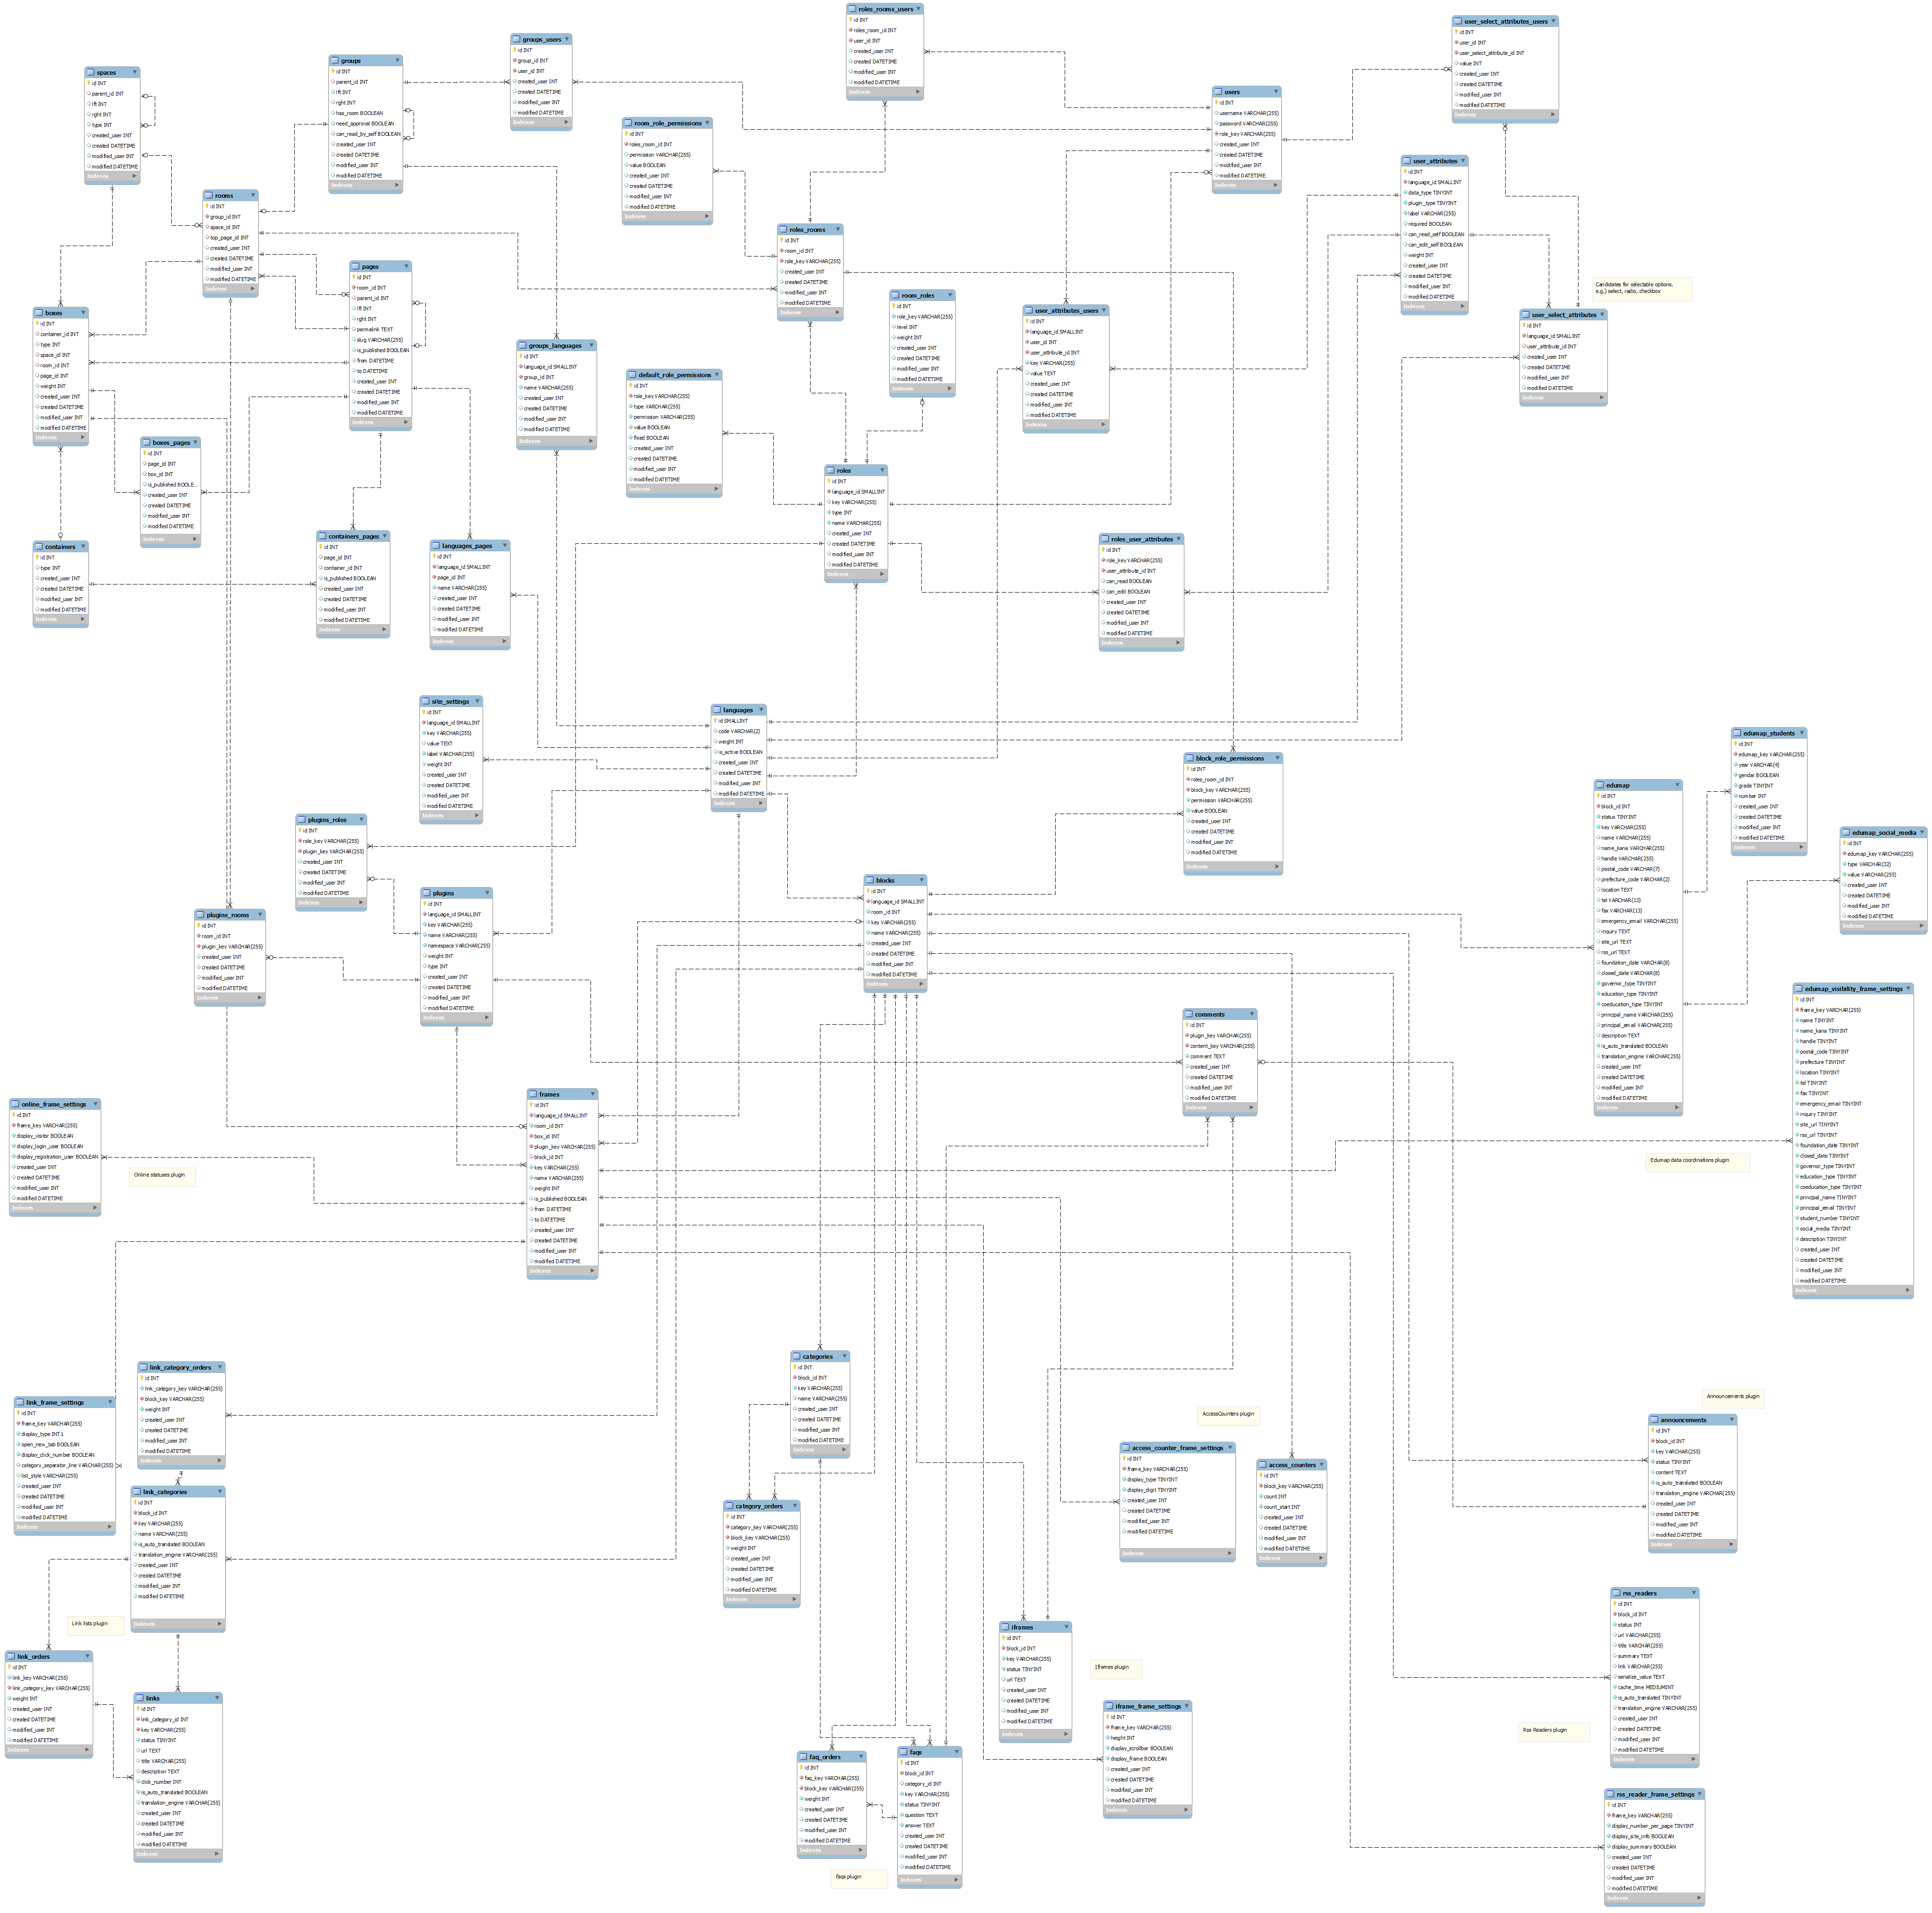 spaces
id INT
parent_id INT
lft INT
rght INT
type INT
created_user INT
created DATETIME
modified_user INT
modified DATETIME
Indexes
groups
id INT
parent_id INT
lft INT
rght INT
has_room BOOLEAN
need_approval BOOLEAN
can_read_by_self BOOLEAN
created_user INT
created DATETIME
modified_user INT
modified DATETIME
Indexes
groups_users
id INT
group_id INT
user_id INT
created_user INT
created DATETIME
modified_user INT
modified DATETIME
Indexes
roles_rooms_users
id INT
roles_room_id INT
user_id INT
created_user INT
created DATETIME
modified_user INT
modified DATETIME
Indexes
user_select_attributes_users
id INT
user_id INT
user_select_attribute_id INT
value INT
created_user INT
created DATETIME
modified_user INT
modified DATETIME
Indexes
users
id INT
username VARCHAR(255)
password VARCHAR(255)
role_key VARCHAR(255)
created_user INT
created DATETIME
modified_user INT
modified DATETIME
Indexes
room_role_permissions
id INT
roles_room_id INT
permission VARCHAR(255)
value BOOLEAN
created_user INT
created DATETIME
modified_user INT
modified DATETIME
Indexes
user_attributes
id INT
language_id SMALLINT
data_type TINYINT
plugin_type TINYINT
label VARCHAR(255)
required BOOLEAN
can_read_self BOOLEAN
can_edit_self BOOLEAN
weight INT
created_user INT
created DATETIME
modified_user INT
modified DATETIME
Indexes
rooms
id INT
group_id INT
space_id INT
top_page_id INT
created_user INT
created DATETIME
modified_user INT
modified DATETIME
Indexes
roles_rooms
id INT
room_id INT
role_key VARCHAR(255)
created_user INT
created DATETIME
modified_user INT
modified DATETIME
Indexes
pages
id INT
room_id INT
parent_id INT
lft INT
rght INT
permalink TEXT
slug VARCHAR(255)
is_published BOOLEAN
from DATETIME
to DATETIME
created_user INT
created DATETIME
modified_user INT
modified DATETIME
Indexes
Candidates for selectable options.
e.g.) select, radio, checkbox
boxes
id INT
container_id INT
type INT
space_id INT
room_id INT
page_id INT
weight INT
created_user INT
created DATETIME
modified_user INT
modified DATETIME
Indexes
room_roles
id INT
role_key VARCHAR(255)
level INT
weight INT
created_user INT
created DATETIME
modified_user INT
modified DATETIME
Indexes
user_attributes_users
id INT
language_id SMALLINT
user_id INT
user_attribute_id INT
key VARCHAR(255)
value TEXT
created_user INT
created DATETIME
modified_user INT
modified DATETIME
Indexes
user_select_attributes
id INT
language_id SMALLINT
user_attribute_id INT
created_user INT
created DATETIME
modified_user INT
modified DATETIME
Indexes
groups_languages
id INT
language_id SMALLINT
group_id INT
name VARCHAR(255)
created_user INT
created DATETIME
modified_user INT
modified DATETIME
Indexes
default_role_permissions
id INT
role_key VARCHAR(255)
type VARCHAR(255)
permission VARCHAR(255)
value BOOLEAN
fixed BOOLEAN
created_user INT
created DATETIME
modified_user INT
modified DATETIME
Indexes
boxes_pages
id INT
page_id INT
box_id INT
is_published BOOLE...
created_user INT
created DATETIME
modified_user INT
modified DATETIME
Indexes
roles
id INT
language_id SMALLINT
key VARCHAR(255)
type INT
name VARCHAR(255)
created_user INT
created DATETIME
modified_user INT
modified DATETIME
Indexes
containers
id INT
type INT
created_user INT
created DATETIME
modified_user INT
modified DATETIME
Indexes
containers_pages
id INT
page_id INT
container_id INT
is_published BOOLEAN
created_user INT
created DATETIME
modified_user INT
modified DATETIME
Indexes
languages_pages
id INT
language_id SMALLINT
page_id INT
name VARCHAR(255)
created_user INT
created DATETIME
modified_user INT
modified DATETIME
Indexes
roles_user_attributes
id INT
role_key VARCHAR(255)
user_attribute_id INT
can_read BOOLEAN
can_edit BOOLEAN
created_user INT
created DATETIME
modified_user INT
modified DATETIME
Indexes
site_settings
id INT
language_id SMALLINT
key VARCHAR(255)
value TEXT
label VARCHAR(255)
weight INT
created_user INT
created DATETIME
modified_user INT
modified DATETIME
Indexes
languages
id SMALLINT
code VARCHAR(2)
weight INT
is_active BOOLEAN
created_user INT
created DATETIME
modified_user INT
modified DATETIME
Indexes
block_role_permissions
id INT
roles_room_id INT
block_key VARCHAR(255)
permission VARCHAR(255)
value BOOLEAN
created_user INT
created DATETIME
modified_user INT
modified DATETIME
Indexes
edumap_students
id INT
edumap_key VARCHAR(255)
year VARCHAR(4)
gendar BOOLEAN
grade TINYINT
number INT
created_user INT
created DATETIME
modified_user INT
modified DATETIME
Indexes
edumap
id INT
block_id INT
status TINYINT
key VARCHAR(255)
name VARCHAR(255)
name_kana VARCHAR(255)
handle VARCHAR(255)
postal_code VARCHAR(7)
prefecture_code VARCHAR(2)
location TEXT
tel VARCHAR(13)
fax VARCHAR(13)
emergency_email VARCHAR(255)
inquiry TEXT
site_url TEXT
rss_url TEXT
foundation_date VARCHAR(8)
closed_date VARCHAR(8)
governor_type TINYINT
education_type TINYINT
coeducation_type TINYINT
principal_name VARCHAR(255)
principal_email VARCHAR(255)
description TEXT
is_auto_translated BOOLEAN
translation_engine VARCHAR(255)
created_user INT
created DATETIME
modified_user INT
modified DATETIME
Indexes
edumap_social_media
id INT
edumap_key VARCHAR(255)
type VARCHAR(32)
value VARCHAR(255)
created_user INT
created DATETIME
modified_user INT
modified DATETIME
Indexes
plugins_roles
id INT
role_key VARCHAR(255)
plugin_key VARCHAR(255)
created_user INT
created DATETIME
modified_user INT
modified DATETIME
Indexes
plugins
id INT
language_id SMALLINT
key VARCHAR(255)
name VARCHAR(255)
namespace VARCHAR(255)
weight INT
type INT
created_user INT
created DATETIME
modified_user INT
modified DATETIME
Indexes
blocks
id INT
language_id SMALLINT
room_id INT
key VARCHAR(255)
name VARCHAR(255)
created_user INT
created DATETIME
modified_user INT
modified DATETIME
Indexes
plugins_rooms
id INT
room_id INT
plugin_key VARCHAR(255)
created_user INT
created DATETIME
modified_user INT
modified DATETIME
Indexes
edumap_visibility_frame_settings
id INT
frame_key VARCHAR(255)
name TINYINT
name_kana TINYINT
handle TINYINT
postal_code TINYINT
prefecture TINYINT
location TINYINT
tel TINYINT
fax TINYINT
emergency_email TINYINT
inquiry TINYINT
site_url TINYINT
rss_url TINYINT
foundation_date TINYINT
closed_date TINYINT
governor_type TINYINT
education_type TINYINT
coeducation_type TINYINT
principal_name TINYINT
principal_email TINYINT
student_number TINYINT
social_media TINYINT
description TINYINT
created_user INT
created DATETIME
modified_user INT
modified DATETIME
Indexes
comments
id INT
plugin_key VARCHAR(255)
content_key VARCHAR(255)
comment TEXT
created_user INT
created DATETIME
modified_user INT
modified DATETIME
Indexes
frames
id INT
language_id SMALLINT
room_id INT
box_id INT
plugin_key VARCHAR(255)
block_id INT
key VARCHAR(255)
name VARCHAR(255)
weight INT
is_published BOOLEAN
from DATETIME
to DATETIME
created_user INT
created DATETIME
modified_user INT
modified DATETIME
Indexes
online_frame_settings
id INT
frame_key VARCHAR(255)
display_visitor BOOLEAN
display_login_user BOOLEAN
display_registration_user BOOLEAN
created_user INT
created DATETIME
modified_user INT
modified DATETIME
Indexes
Online statuses plugin
Edumap data coordinations plugin
categories
id INT
block_id INT
key VARCHAR(255)
name VARCHAR(255)
created_user INT
created DATETIME
modified_user INT
modified DATETIME
Indexes
link_category_orders
id INT
link_category_key VARCHAR(255)
block_key VARCHAR(255)
weight INT
created_user INT
created DATETIME
modified_user INT
modified DATETIME
Indexes
link_frame_settings
id INT
frame_key VARCHAR(255)
display_type INT1
open_new_tab BOOLEAN
display_click_number BOOLEAN
category_separator_line VARCHAR(255)
list_style VARCHAR(255)
created_user INT
created DATETIME
modified_user INT
modified DATETIME
Indexes
Announcements plugin
AccessCounters plugin
announcements
id INT
block_id INT
key VARCHAR(255)
status TINYINT
content TEXT
is_auto_translated BOOLEAN
translation_engine VARCHAR(255)
created_user INT
created DATETIME
modified_user INT
modified DATETIME
Indexes
access_counter_frame_settings
id INT
frame_key VARCHAR(255)
display_type TINYINT
display_digit TINYINT
created_user INT
created DATETIME
modified_user INT
modified DATETIME
Indexes
access_counters
id INT
block_key VARCHAR(255)
count INT
count_start INT
created_user INT
created DATETIME
modified_user INT
modified DATETIME
Indexes
link_categories
id INT
block_id INT
key VARCHAR(255)
name VARCHAR(255)
is_auto_translated BOOLEAN
translation_engine VARCHAR(255)
created_user INT
created DATETIME
modified_user INT
modified DATETIME
Indexes
category_orders
id INT
category_key VARCHAR(255)
block_key VARCHAR(255)
weight INT
created_user INT
created DATETIME
modified_user INT
modified DATETIME
Indexes
rss_readers
id INT
block_id INT
status INT
url VARCHAR(255)
title VARCHAR(255)
summary TEXT
link VARCHAR(255)
serialize_value TEXT
cache_time MEDIUMINT
is_auto_translated TINYINT
translation_engine VARCHAR(255)
created_user INT
created DATETIME
modified_user INT
modified DATETIME
Indexes
Link lists plugin
iframes
id INT
block_id INT
key VARCHAR(255)
status TINYINT
url TEXT
created_user INT
created DATETIME
modified_user INT
modified DATETIME
Indexes
Iframes plugin
link_orders
id INT
link_key VARCHAR(255)
link_category_key VARCHAR(255)
weight INT
created_user INT
created DATETIME
modified_user INT
modified DATETIME
Indexes
links
id INT
link_category_id INT
key VARCHAR(255)
status TINYINT
url TEXT
title VARCHAR(255)
description TEXT
click_number INT
is_auto_translated BOOLEAN
translation_engine VARCHAR(255)
created_user INT
created DATETIME
modified_user INT
modified DATETIME
Indexes
iframe_frame_settings
id INT
frame_key VARCHAR(255)
height INT
display_scrollbar BOOLEAN
display_frame BOOLEAN
created_user INT
created DATETIME
modified_user INT
modified DATETIME
Indexes
Rss Readers plugin
faq_orders
id INT
faq_key VARCHAR(255)
block_key VARCHAR(255)
weight INT
created_user INT
created DATETIME
modified_user INT
modified DATETIME
Indexes
faqs
id INT
block_id INT
category_id INT
key VARCHAR(255)
status TINYINT
question TEXT
answer TEXT
created_user INT
created DATETIME
modified_user INT
modified DATETIME
Indexes
faqs plugin
rss_reader_frame_settings
id INT
frame_key VARCHAR(255)
display_number_per_page TINYINT
display_site_info BOOLEAN
display_summary BOOLEAN
created_user INT
created DATETIME
modified_user INT
modified DATETIME
Indexes